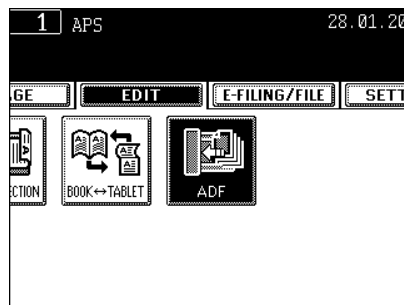 1 APS 28.01.20
GE EDIT E-FILING/FILE SETT
CTION BOOK↔TABLET ADF